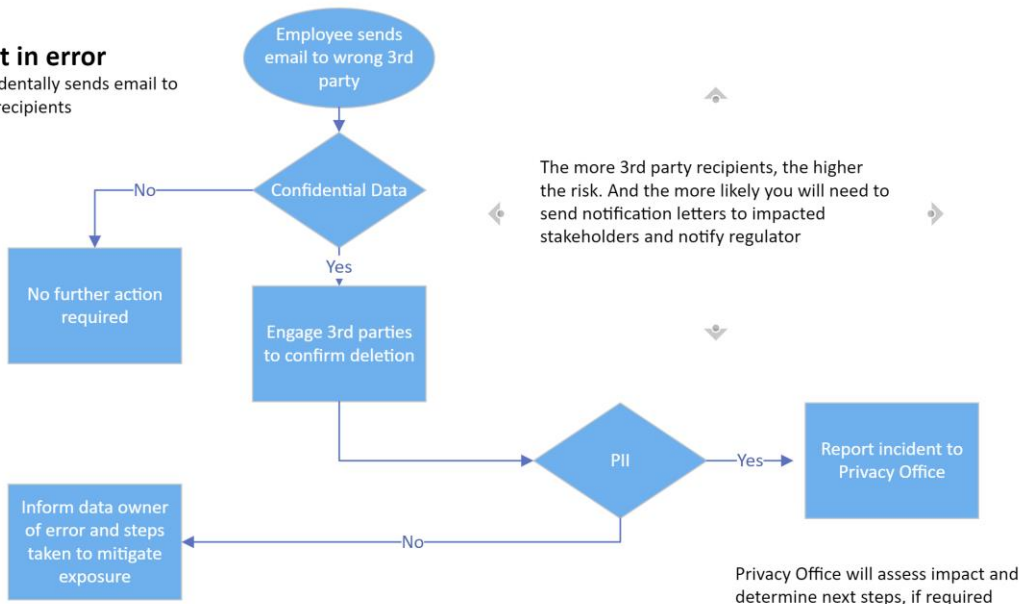 t in error
dentally sends email to
recipients
Employee sends
email to wrong 3rd
party
Confidential Data
No
Yes
The more 3rd party recipients, the higher
the risk. And the more likely you will need to
send notification letters to impacted
stakeholders and notify regulator
No further action
required
Engage 3rd parties
to confirm deletion
PII
Yes
Report incident to
Privacy Office
No
Inform data owner
of error and steps
taken to mitigate
exposure
Privacy Office will assess impact and
determine next steps, if required